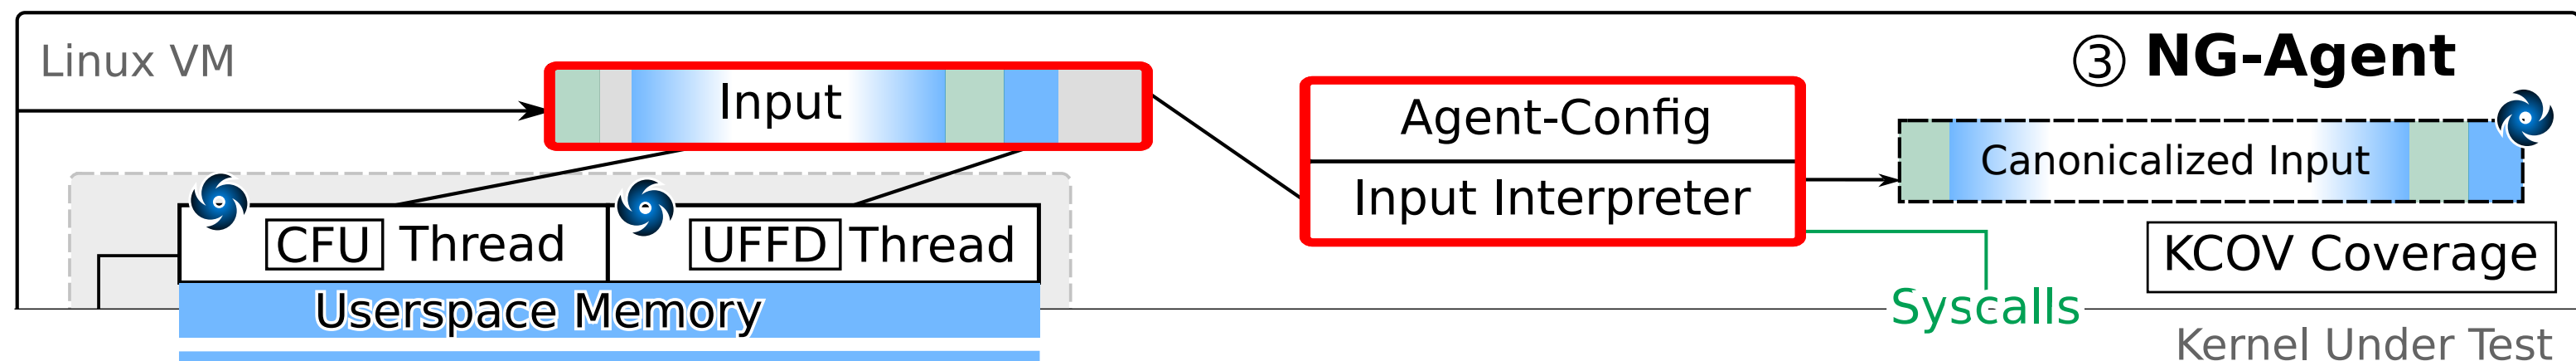 Linux VM
③ NG-Agent
Input
Agent-Config
Input Interpreter
Canonicalized Input
CFU Thread
UFFD Thread
KCOV Coverage
Userspace Memory
Syscalls
Kernel Under Test